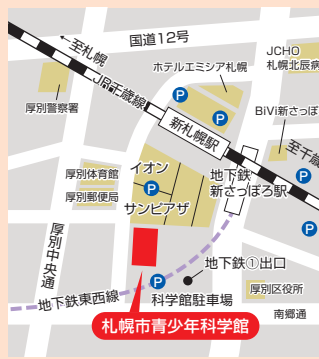 国道12号
←至札幌
JCHO
札幌北辰病
ホテルエミシア札幌
JR千歳線
P
厚別警察署
P
BiVi新さっぽ
新札幌駅
至千歳
イオン
厚別体育館
地下鉄
新さっぽろ駅
P
P
厚別郵便局
サンピアザ
P
厚別中央通
地下鉄①出口
P
厚別区役所
地下鉄東西線
科学館駐車場
南郷通
札幌市青少年科学館